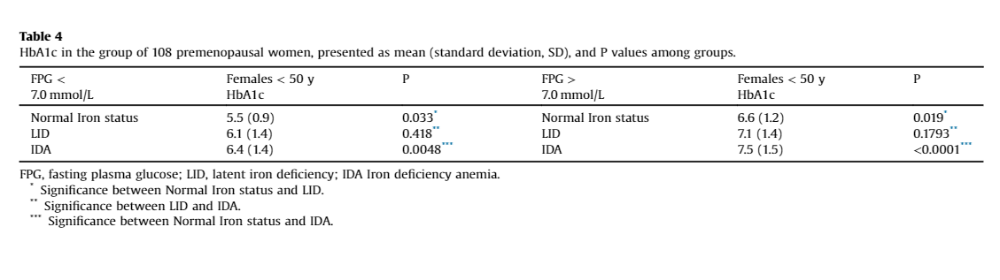 Table 4
HbA1c in the group of 108 premenopausal women, presented as mean (standard deviation, SD), and P values among groups.
FPG < Females < 50 y P FPG > Females < 50 y P
7.0 mmol/L HbA1c 7.0 mmol/L HbA1c
Normal Iron status 5.5 (0.9) 0.033* Normal Iron status 6.6 (1.2) 0.019*
LID 6.1 (1.4) 0.418** LID 7.1 (1.4) 0.1793**
IDA 6.4 (1.4) 0.0048*** IDA 7.5 (1.5) <0.0001***
FPG, fasting plasma glucose; LID, latent iron deficiency; IDA Iron deficiency anemia.
* Significance between Normal Iron status and LID.
** Significance between LID and IDA.
*** Significance between Normal Iron status and IDA.